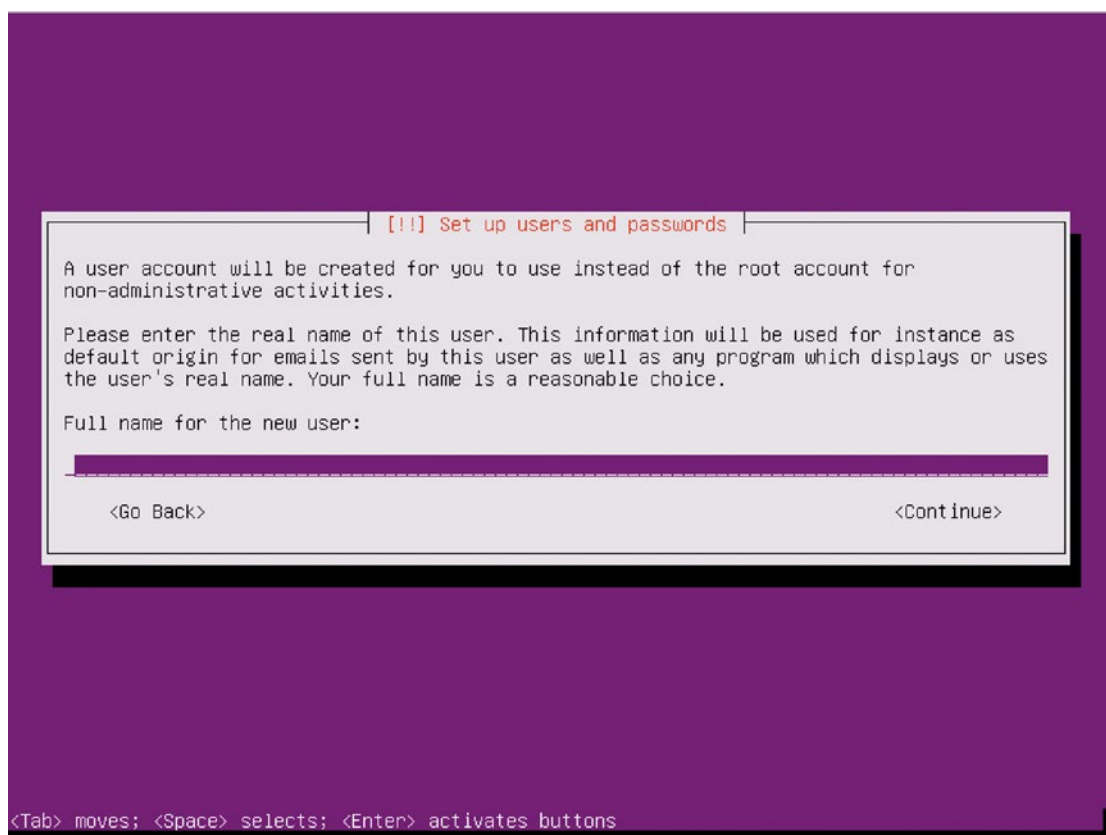 [!!] Set up users and passwords
A user account will be created for you to use instead of the root account for
non-administrative activities.
Please enter the real name of this user. This information will be used for instance as
default origin for emails sent by this user as well as any program which displays or uses
the user's real name. Your full name is a reasonable choice.
Full name for the new user:
<Go Back> <Continue>
<Tab> moves; <Space> selects; <Enter> activates buttons